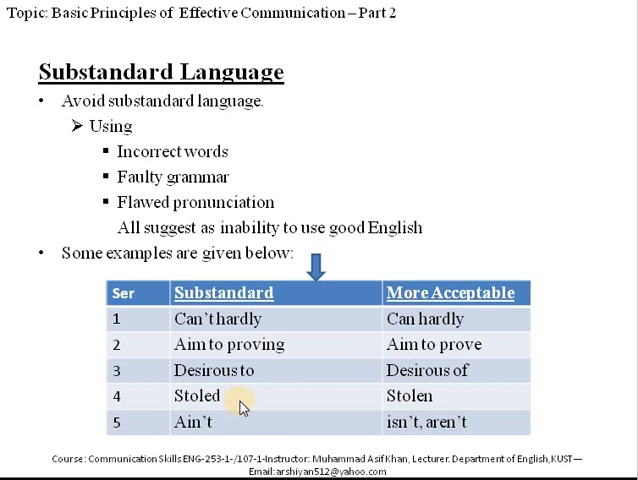 Topic: Basic Principles of Effective Communication – Part 2
Substandard Language
• Avoid substandard language.
➢ Using
▪ Incorrect words
▪ Faulty grammar
▪ Flawed pronunciation
All suggest as inability to use good English
• Some examples are given below:
Ser Substandard More Acceptable
1 Can't hardly Can hardly
2 Aim to proving Aim to prove
3 Desirous to Desirous of
4 Stoled Stolen
5 Ain't isn't, aren't
Course: Communication Skills ENG-253-1-/107-1-Instructor: Muhammad Asif Khan, Lecturer. Department of English,KUST—
Email:arshiyan512@yahoo.com